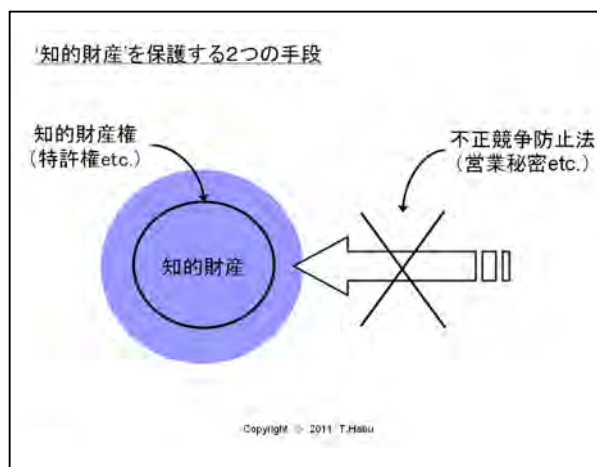 '知的財産'を保護する2つの手段
知的財産権
（特許権etc.）
不正競争防止法
（営業秘密etc.）
知的財産
Copyright © 2011 T.Habu